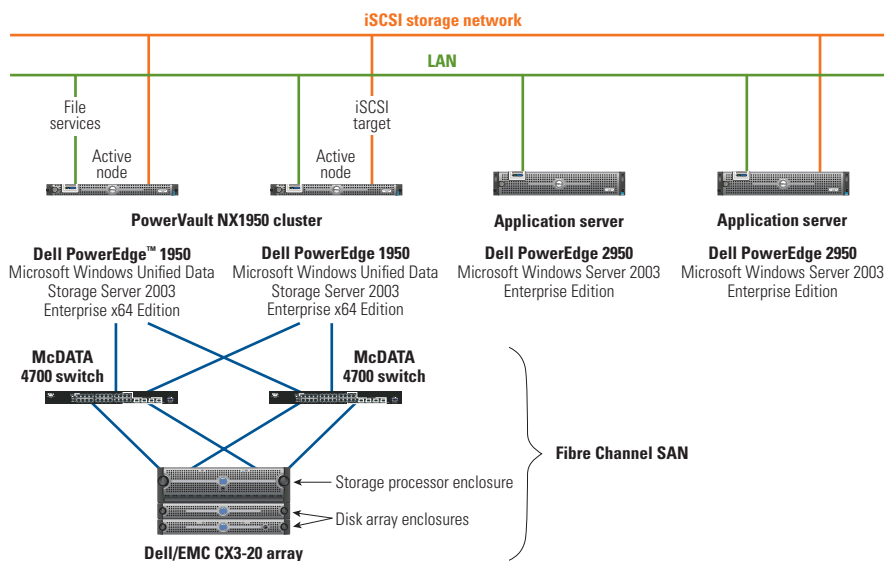 iSCSI storage network
LAN
File
services
iSCSI
target
Active
node
Active
node
PowerVault NX1950 cluster
Application server
Application server
Dell PowerEdge™ 1950
Microsoft Windows Unified Data
Storage Server 2003
Enterprise x64 Edition
Dell PowerEdge 1950
Microsoft Windows Unified Data
Storage Server 2003
Enterprise x64 Edition
Dell PowerEdge 2950
Microsoft Windows Server 2003
Enterprise Edition
Dell PowerEdge 2950
Microsoft Windows Server 2003
Enterprise Edition
McDATA
4700 switch
McDATA
4700 switch
Fibre Channel SAN
Storage processor enclosure
Disk array enclosures
Dell/EMC CX3-20 array